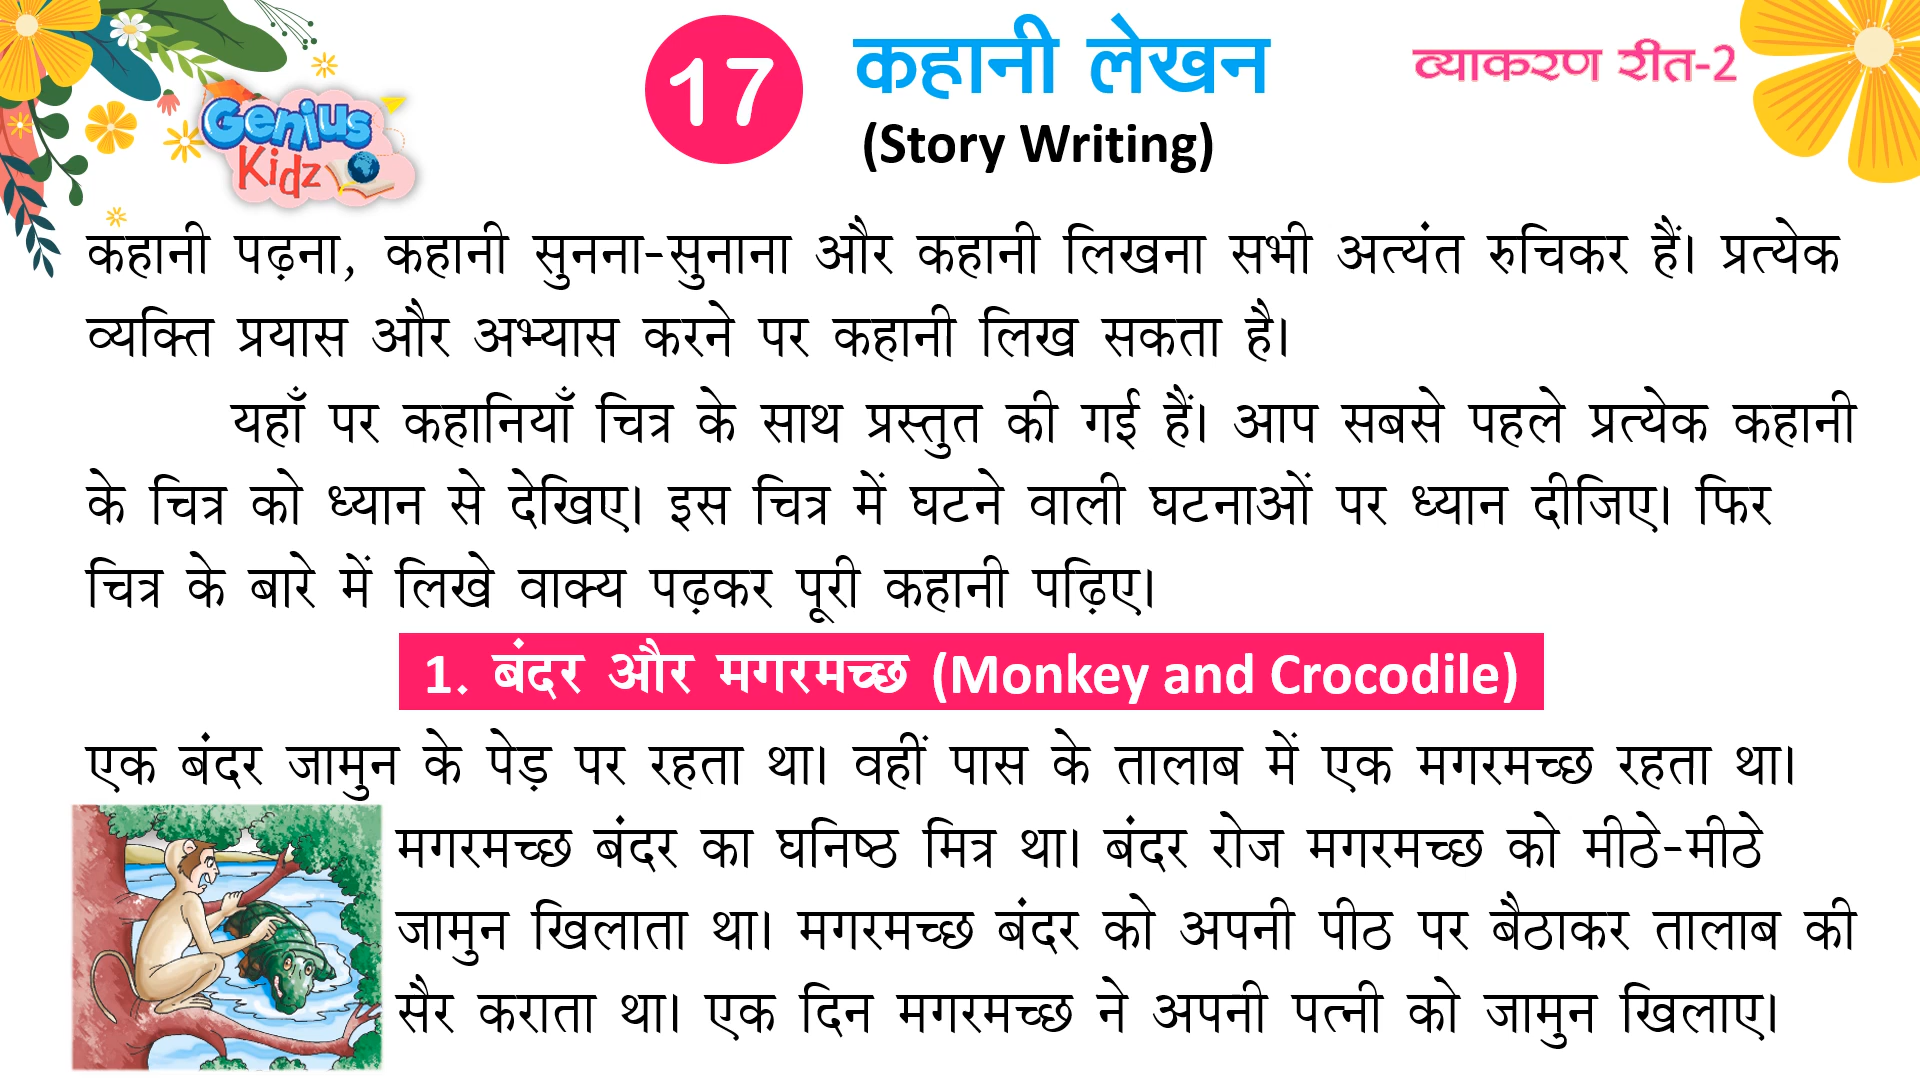 Genius
Kidz
17
कहानी लेखन
(Story Writing)
व्याकरण रीत-2
कहानी पढ़ना, कहानी सुनना-सुनाना और कहानी लिखना सभी अत्यंत रुचिकर हैं। प्रत्येक
व्यक्ति प्रयास और अभ्यास करने पर कहानी लिख सकता है।
यहाँ पर कहानियाँ चित्र के साथ प्रस्तुत की गई हैं। आप सबसे पहले प्रत्येक कहानी
के चित्र को ध्यान से देखिए। इस चित्र में घटने वाली घटनाओं पर ध्यान दीजिए। फिर
चित्र के बारे में लिखे वाक्य पढ़कर पूरी कहानी पढ़िए।
1. बंदर और मगरमच्छ (Monkey and Crocodile)
एक बंदर जामुन के पेड़ पर रहता था। वहीं पास के तालाब में एक मगरमच्छ रहता था।
मगरमच्छ बंदर का घनिष्ठ मित्र था। बंदर रोज मगरमच्छ को मीठे-मीठे
जामुन खिलाता था। मगरमच्छ बंदर को अपनी पीठ पर बैठाकर तालाब की
सैर कराता था। एक दिन मगरमच्छ ने अपनी पत्नी को जामुन खिलाए।